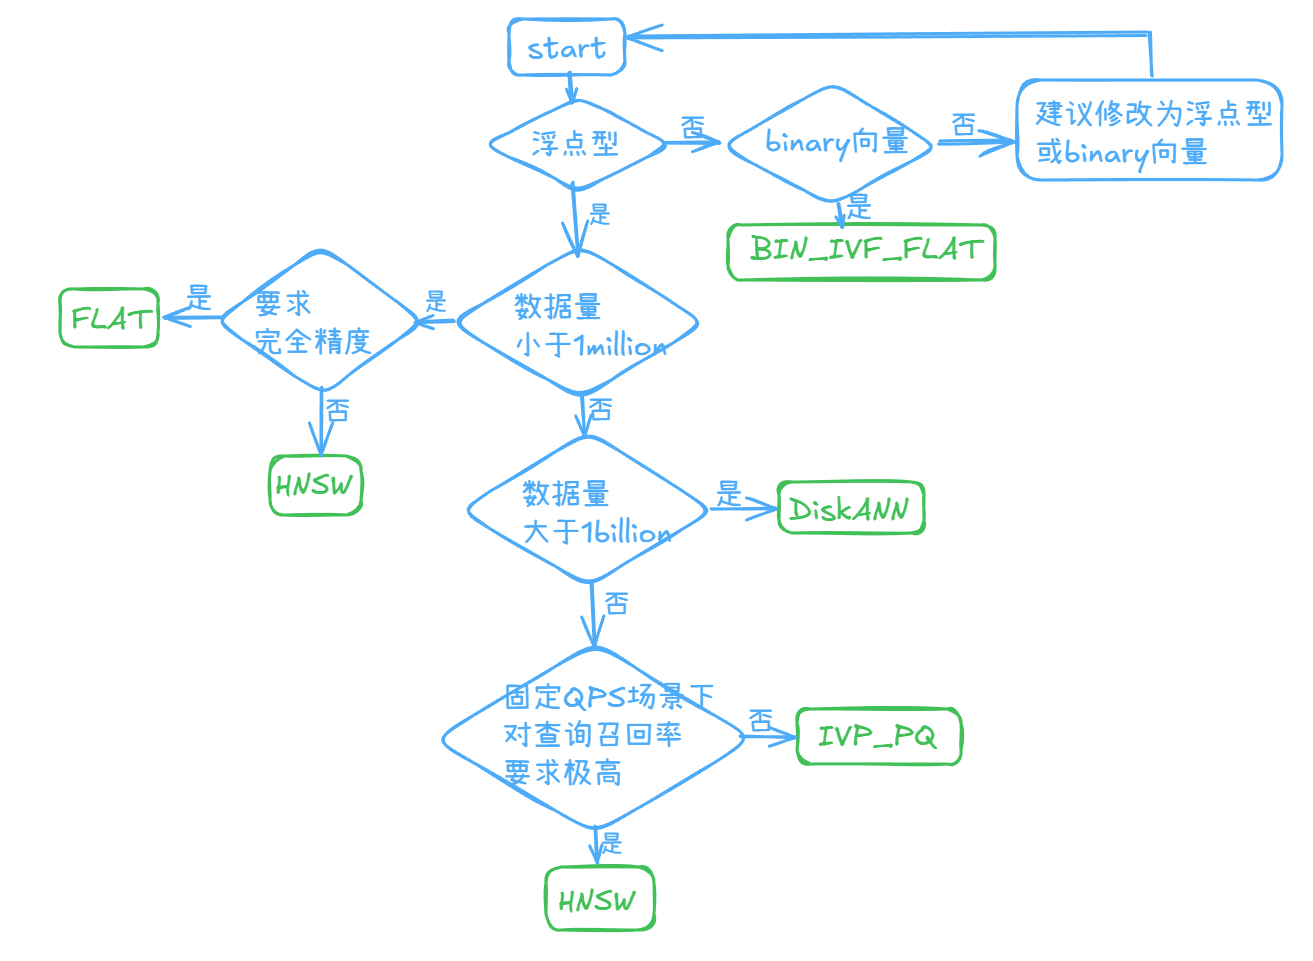 start
浮点型
否
binary向量
否
建议修改为浮点型
或binary向量
是
BIN_IVF_FLAT
是
数据量
小于1million
是
要求
完全精度
是
FLAT
否
HNSW
否
数据量
大于1billion
是
DiskANN
否
固定QPS场景下
对查询召回率
要求极高
否
IVP_PQ
是
HNSW